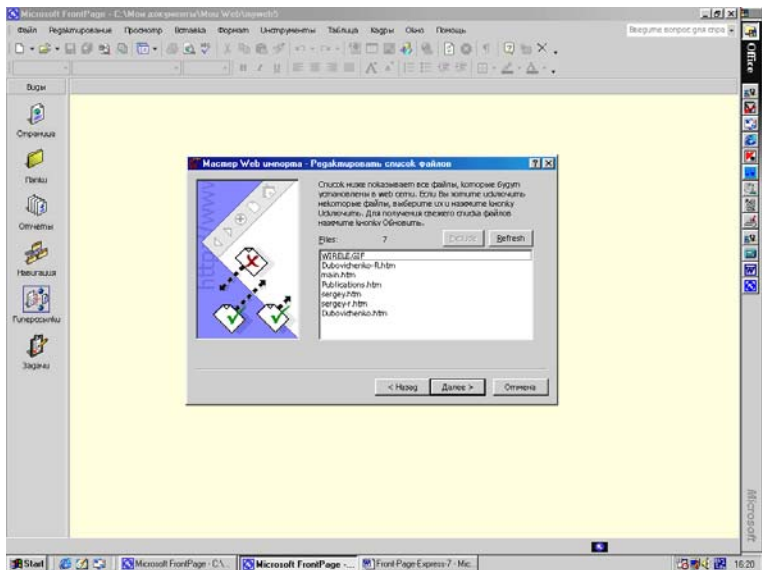 Microsoft FrontPage - C:\Мои документы\Мои Web\myweb5
Файл Редактирование Просмотр Вставка Формат Инструменты Таблица Кадры Окно Помощь
Введите вопрос для спра
Виды
Страница
Папки
Отчеты
Навигация
Гиперссылки
Задачи
Мастер Web импорта - Редактировать список файлов
Список ниже показывает все файлы, которые будут
установлены в web сети. Если Вы хотите исключить
некоторые файлы, выберите их и нажмите кнопку
Исключить. Для получения свежего списка файлов
нажмите кнопку Обновить.
Files: 7 Exclude Refresh
WIRELE.GIF
Dubovichenko-R.htm
main.htm
Publications.htm
sergey.htm
sergey-r.htm
Dubovichenko.htm
< Назад Далее > Отмена
http://www
Office
Microsoft
Start Microsoft FrontPage - C:\... Microsoft FrontPage -... Front-Page-Express-7 - Mic... 16:20